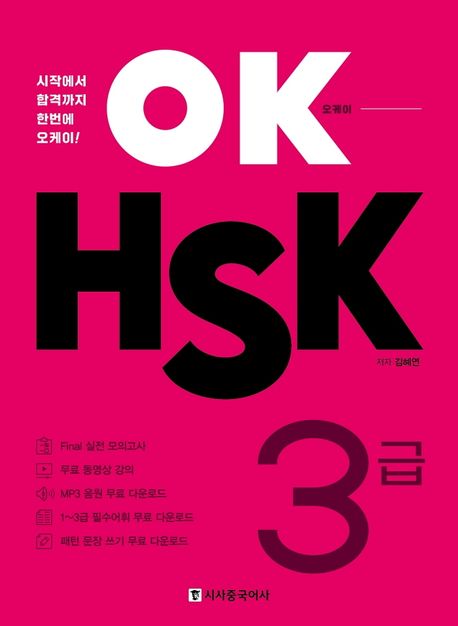 시작에서
합격까지
한번에
오케이!
OK
오케이
HSK
저자 김혜연
3급
Final 실전 모의고사
무료 동영상 강의
MP3 음원 무료 다운로드
1~3급 필수어휘 무료 다운로드
패턴 문장 쓰기 무료 다운로드
시사중국어사